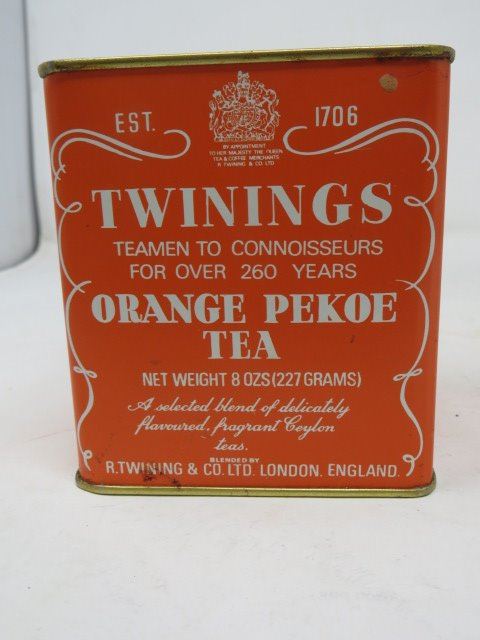 EST. 1706
BY APPOINTMENT
TO HER MAJESTY THE QUEEN
TEA & COFFEE MERCHANTS
R. TWINING & CO. LTD
TWININGS
TEAMEN TO CONNOISSEURS
FOR OVER 260 YEARS
ORANGE PEKOE
TEA
NET WEIGHT 8 OZS (227 GRAMS)
A selected blend of delicately
flavoured, fragrant Ceylon
teas.
BLENDED BY
R. TWINING & CO. LTD. LONDON. ENGLAND.